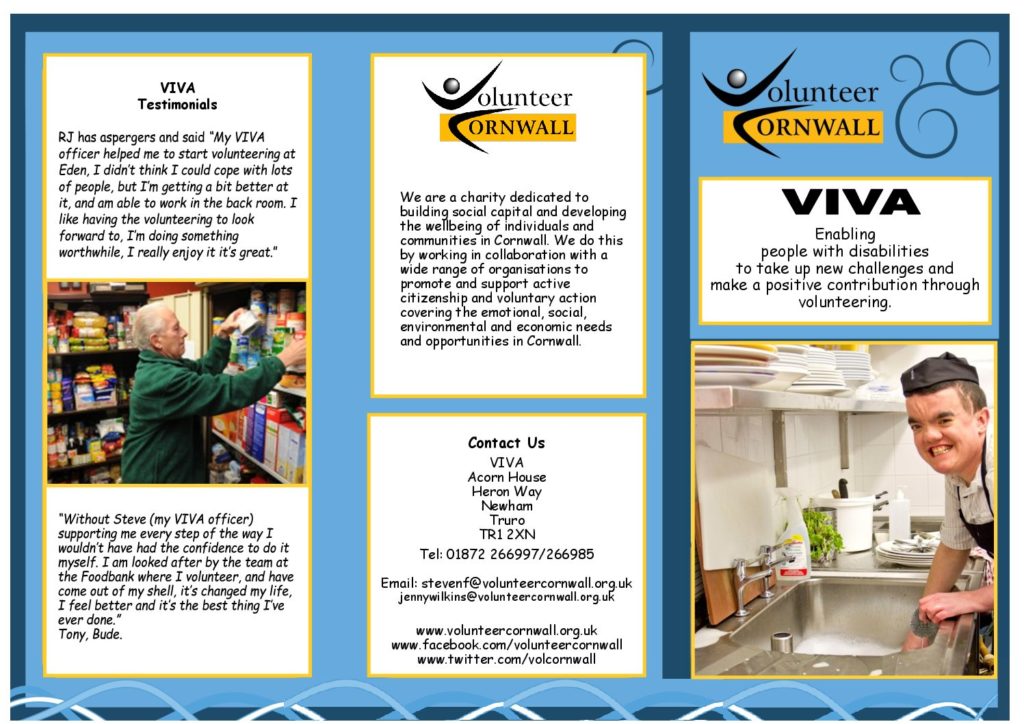 VIVA
Testimonials
RJ has aspergers and said "My VIVA
officer helped me to start volunteering at
Eden, I didn't think I could cope with lots
of people, but I'm getting a bit better at
it, and am able to work in the back room. I
like having the volunteering to look
forward to, I'm doing something
worthwhile, I really enjoy it it's great."
"Without Steve (my VIVA officer)
supporting me every step of the way I
wouldn't have had the confidence to do it
myself. I am looked after by the team at
the Foodbank where I volunteer, and have
come out of my shell, it's changed my life,
I feel better and it's the best thing I've
ever done."
Tony, Bude.
Volunteer
CORNWALL
We are a charity dedicated to
building social capital and developing
the wellbeing of individuals and
communities in Cornwall. We do this
by working in collaboration with a
wide range of organisations to
promote and support active
citizenship and voluntary action
covering the emotional, social,
environmental and economic needs
and opportunities in Cornwall.
Contact Us
VIVA
Acorn House
Heron Way
Newham
Truro
TR1 2XN
Tel: 01872 266997/266985
Email: stevenf@volunteercornwall.org.uk
jennywilkins@volunteercornwall.org.uk
www.volunteercornwall.org.uk
www.facebook.com/volunteercornwall
www.twitter.com/volcornwall
Volunteer
CORNWALL
VIVA
Enabling
people with disabilities
to take up new challenges and
make a positive contribution through
volunteering.